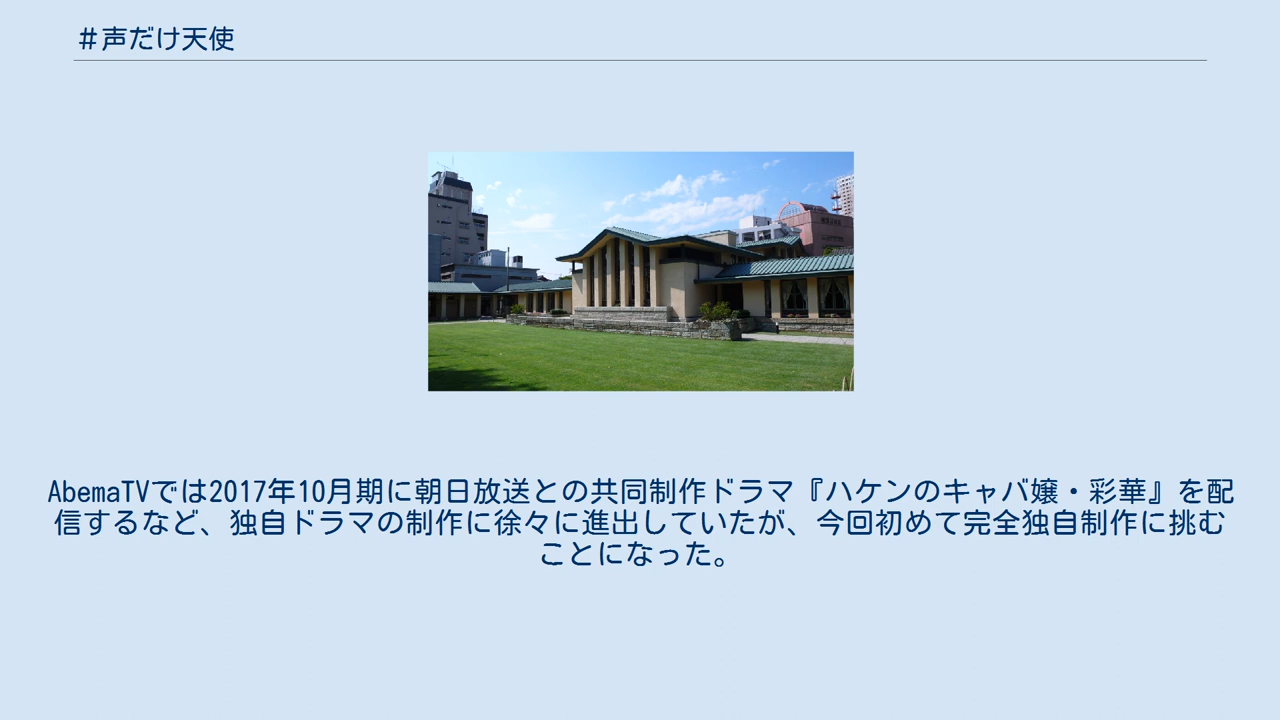 ＃声だけ天使
AbemaTVでは2017年10月期に朝日放送との共同制作ドラマ『ハケンのキャバ嬢・彩華』を配
信するなど、独自ドラマの制作に徐々に進出していたが、今回初めて完全独自制作に挑む
ことになった。